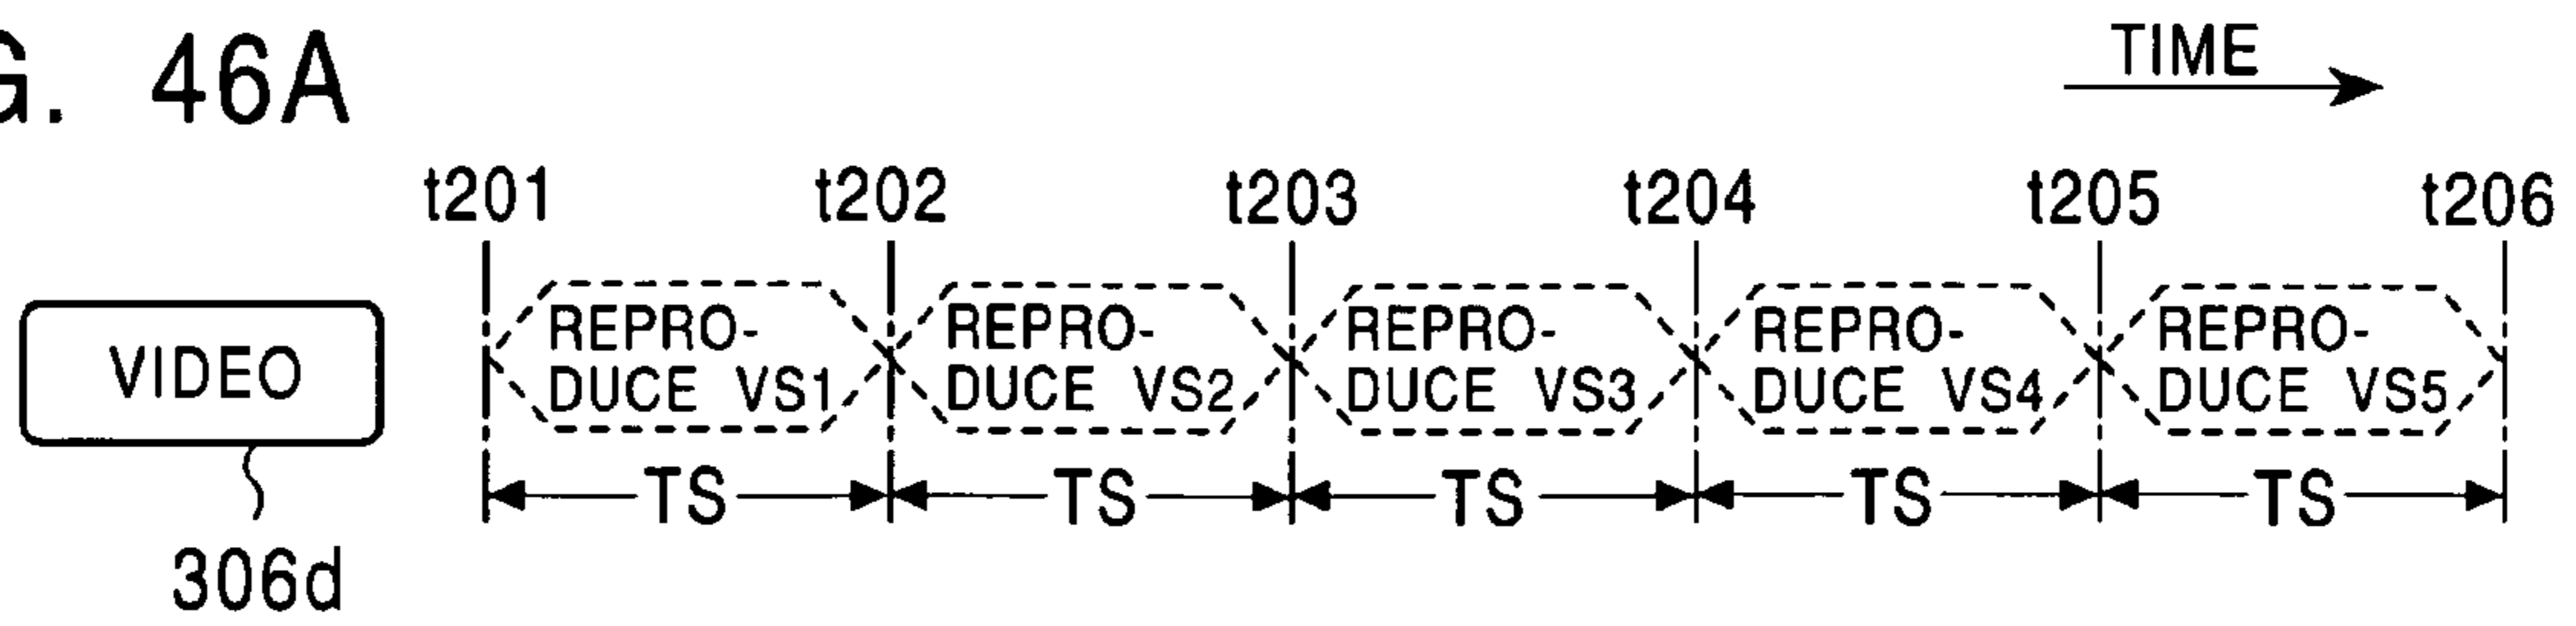 G. 46A
TIME
t201 t202 t203 t204 t205 t206
VIDEO
REPRO-
DUCE VS1
REPRO-
DUCE VS2
REPRO-
DUCE VS3
REPRO-
DUCE VS4
REPRO-
DUCE VS5
TS TS TS TS TS
306d